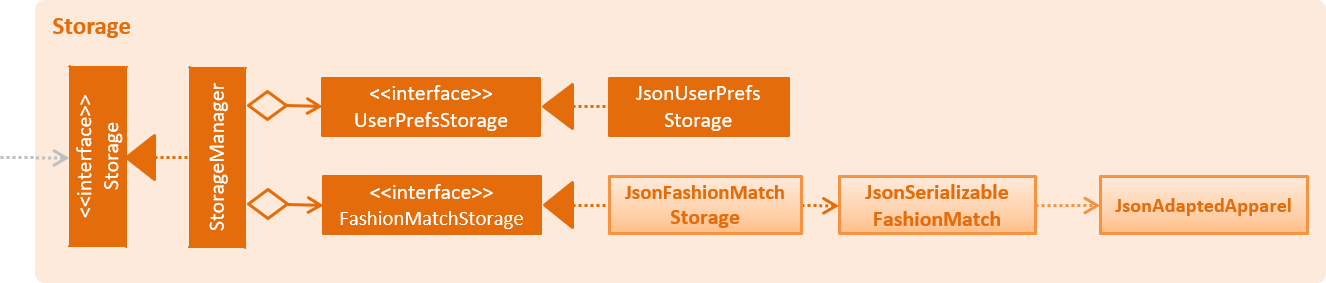 Storage
<<interface>>
Storage
StorageManager
<<interface>>
UserPrefsStorage
JsonUserPrefs
Storage
<<interface>>
FashionMatchStorage
JsonFashionMatch
Storage
JsonSerializable
FashionMatch
JsonAdaptedApparel